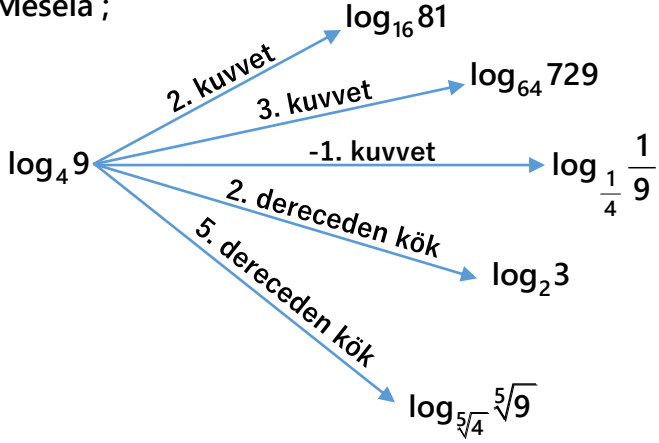 Mesela ;
log₁₆81
2. kuvvet
log₆₄729
3. kuvvet
log₄9
-1. kuvvet
log_{1/4} 1/9
2. dereceden kök
log₂3
5. dereceden kök
log_{⁵√4} ⁵√9